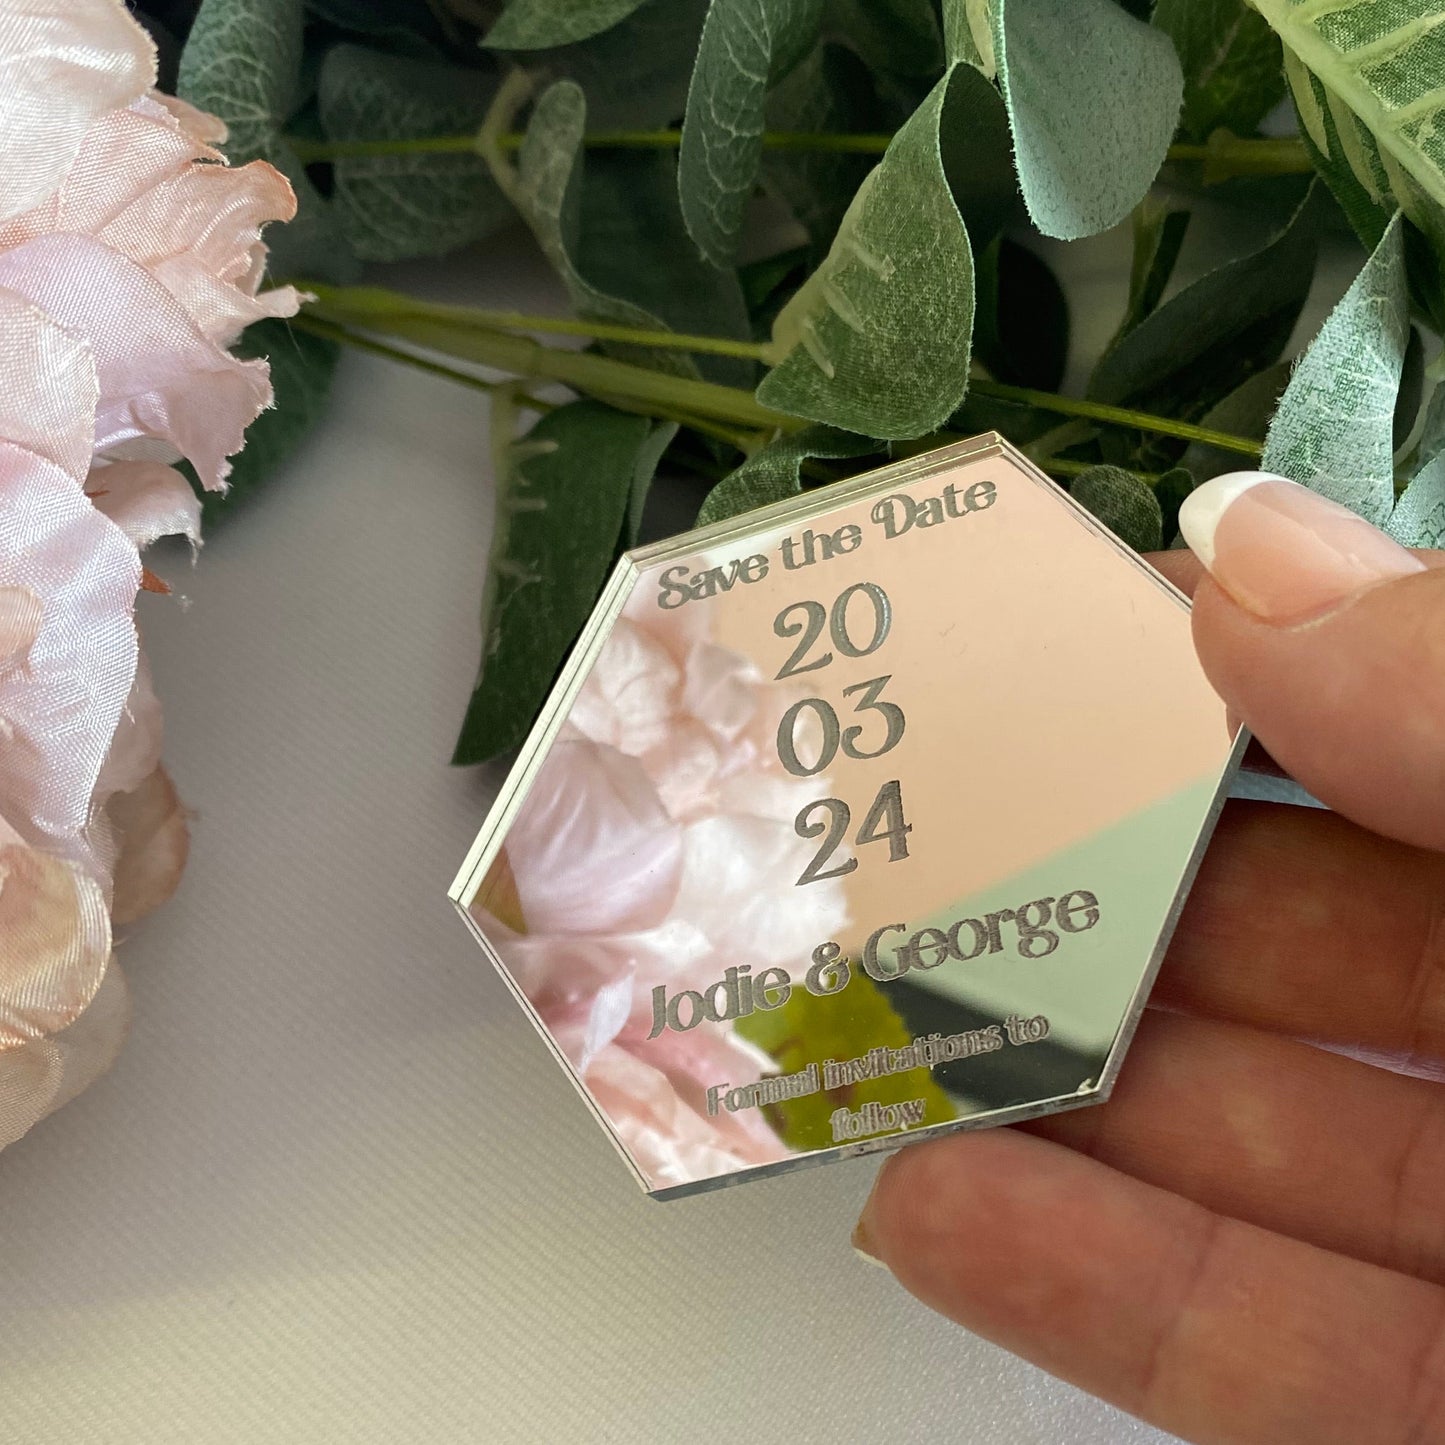 Save the Date
20
03
24
Jodie & George
Formal invitations to
follow